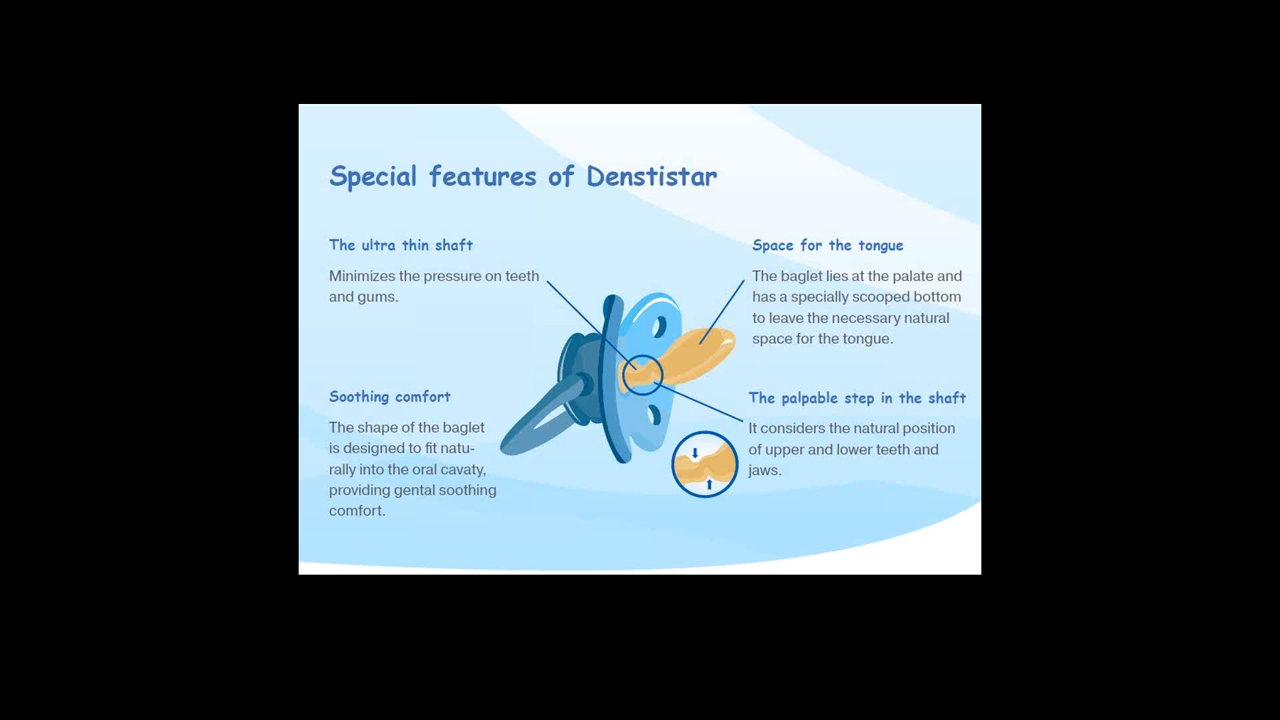 Special features of Denstistar
The ultra thin shaft
Minimizes the pressure on teeth
and gums.
Space for the tongue
The baglet lies at the palate and
has a specially scooped bottom
to leave the necessary natural
space for the tongue.
Soothing comfort
The shape of the baglet
is designed to fit natu-
rally into the oral cavaty,
providing gental soothing
comfort.
The palpable step in the shaft
It considers the natural position
of upper and lower teeth and
jaws.